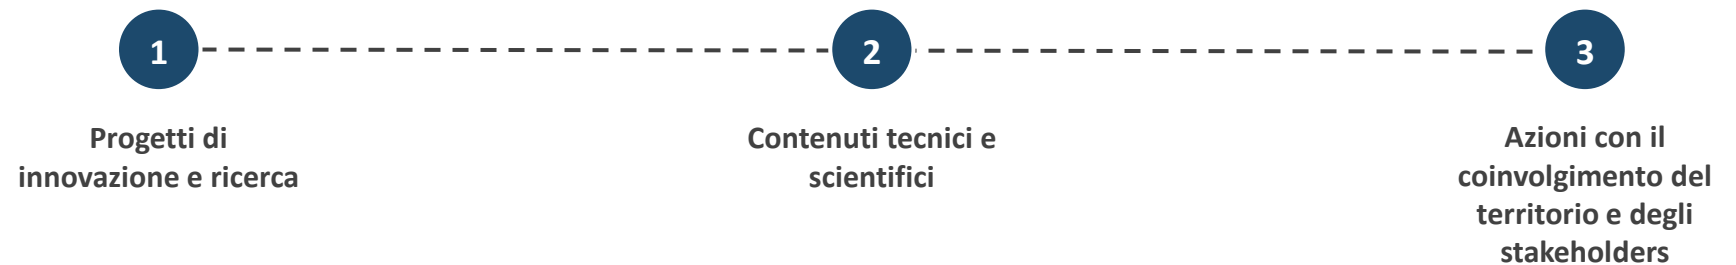 1
Progetti di
innovazione e ricerca
2
Contenuti tecnici e
scientifici
3
Azioni con il
coinvolgimento del
territorio e degli
stakeholders